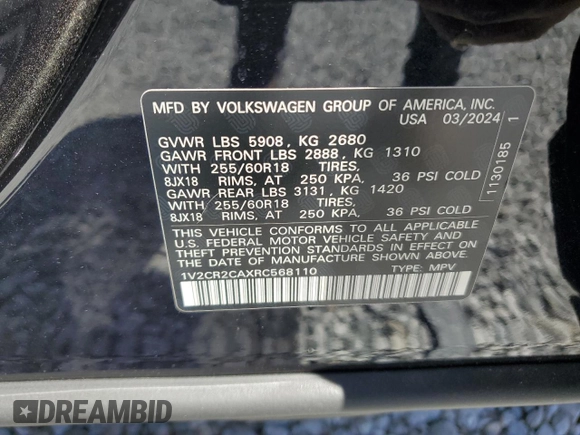 MFD BY VOLKSWAGEN GROUP OF AMERICA, INC.
USA 03/2024
GVWR LBS 5908, KG 2680
GAWR FRONT LBS 2888, KG 1310
WITH 255/60R18 TIRES,
8JX18 RIMS, AT 250 KPA, 36 PSI COLD
GAWR REAR LBS 3131, KG 1420
WITH 255/60R18 TIRES,
8JX18 RIMS, AT 250 KPA, 36 PSI COLD
THIS VEHICLE CONFORMS TO ALL APPLICABLE
U.S. FEDERAL MOTOR VEHICLE SAFETY AND
THEFT PREVENTION STANDARDS IN EFFECT ON
THE DATE OF MANUFACTURE SHOWN ABOVE.
1V2CR2CAXRC568110 TYPE: MPV
1130185 1
DREAMBID